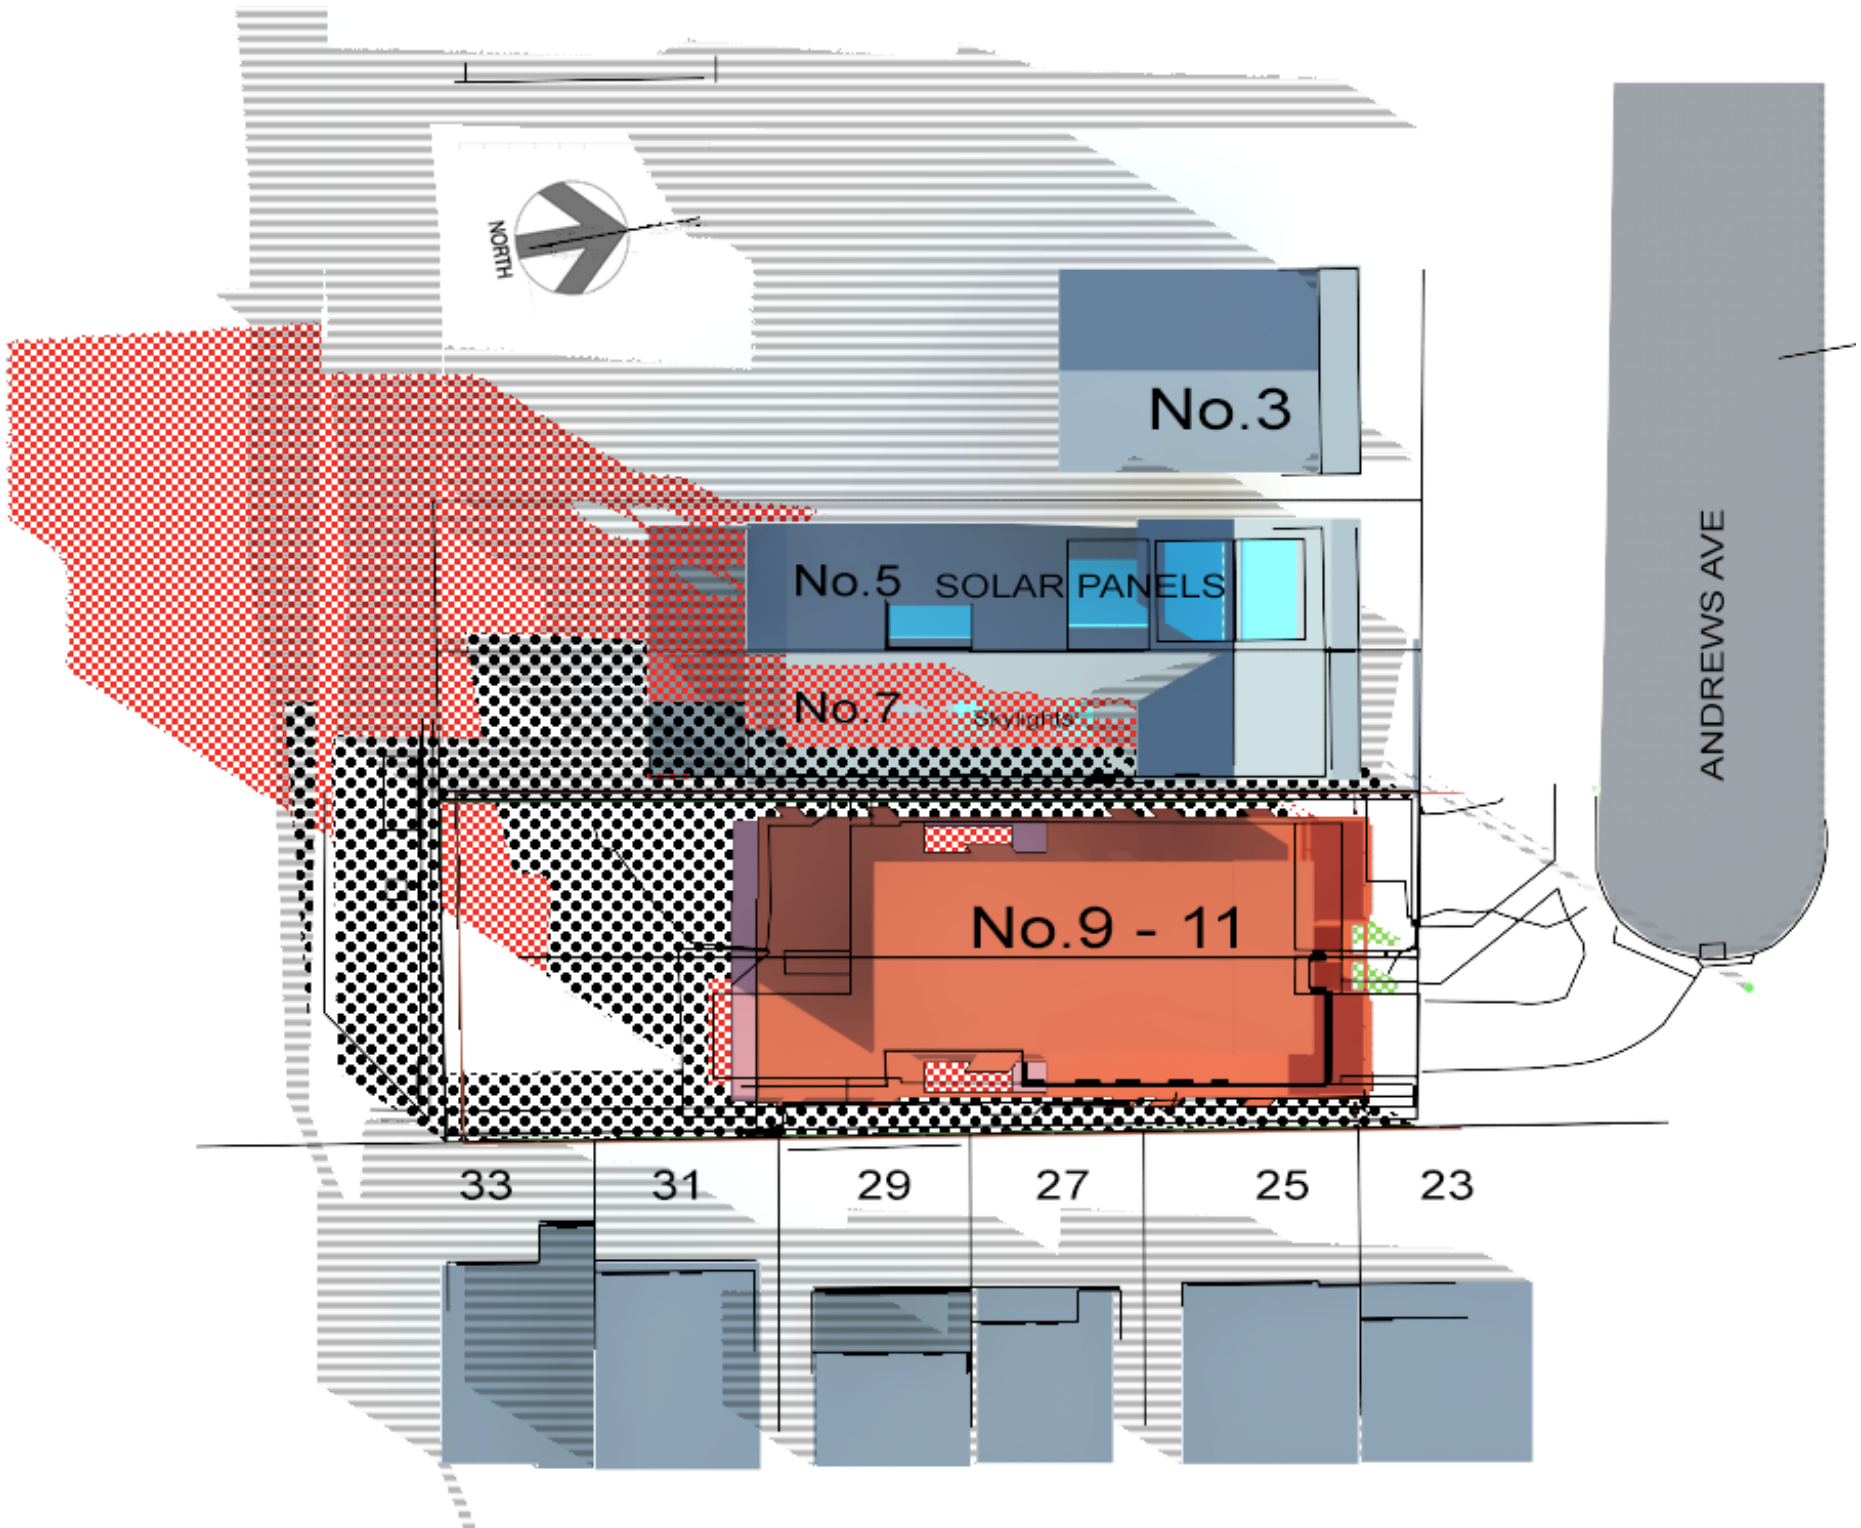 NORTH
No.3
No.5 SOLAR PANELS
No.7 Skylights
ANDREWS AVE
No.9 - 11
33 31 29 27 25 23